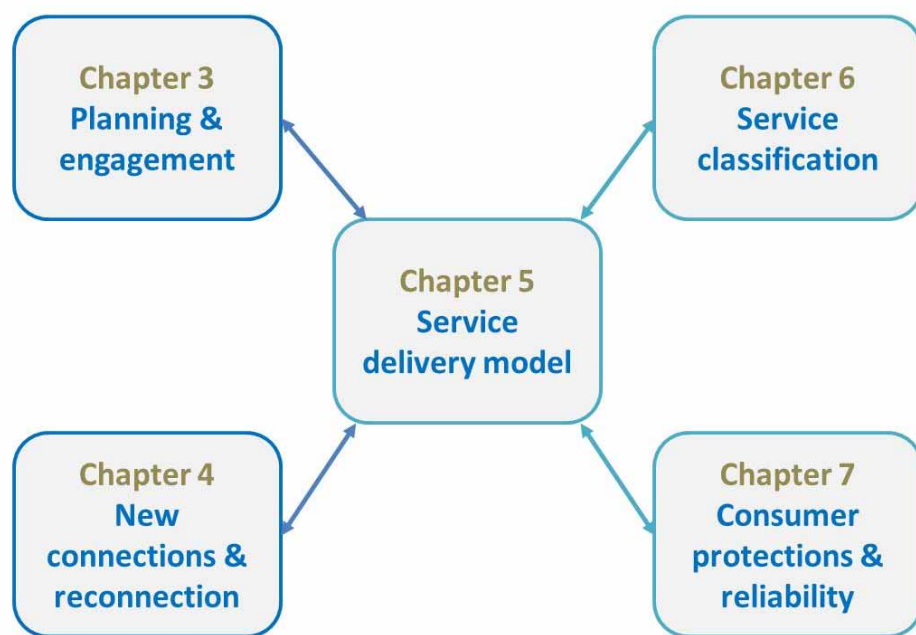 Chapter 3
Planning &
engagement
Chapter 6
Service
classification
Chapter 5
Service
delivery model
Chapter 4
New
connections &
reconnection
Chapter 7
Consumer
protections &
reliability